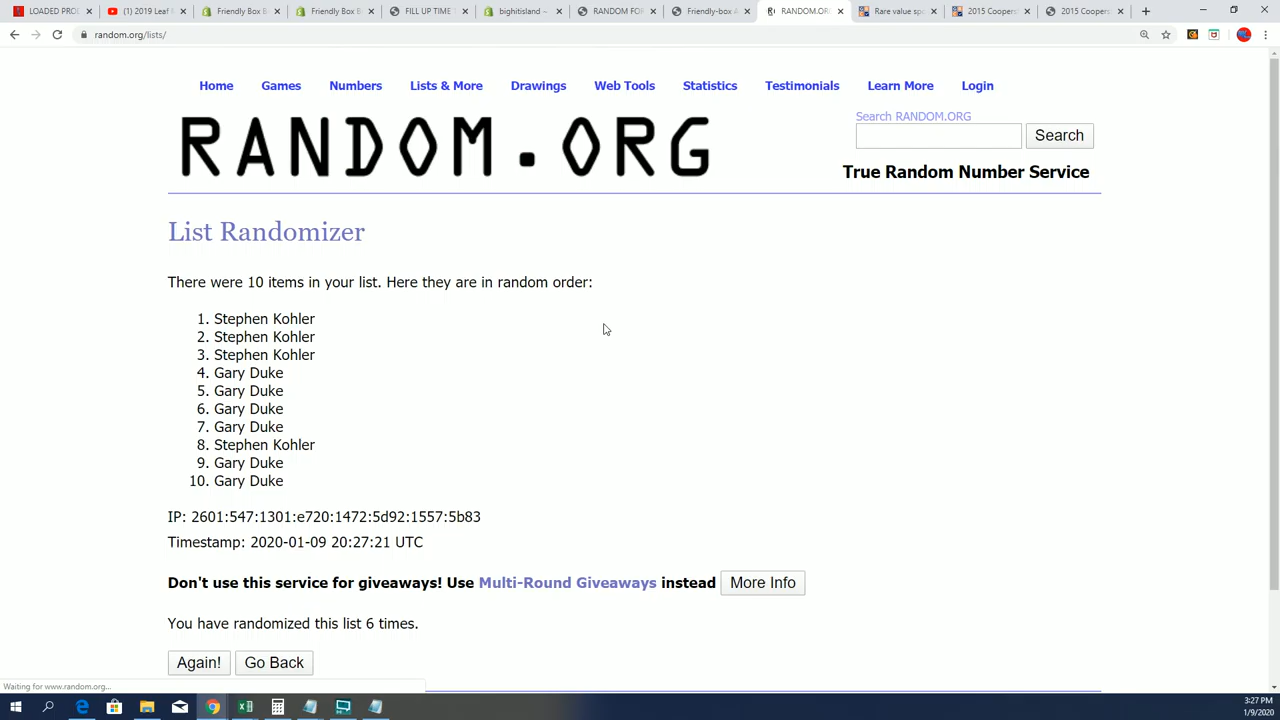 LOADED PRO
(1) 2019 Leaf
Friendly Box B
Friendly Box B
FILL UP TIME
bighitisland –
RANDOM FOR
Friendly-box A
RANDOM.OR
Rare value spo
2015 Coopers
2015 Coopers
random.org/lists/
Home Games Numbers Lists & More Drawings Web Tools Statistics Testimonials Learn More Login
RANDOM.ORG
Search RANDOM.ORG
Search
True Random Number Service
List Randomizer
There were 10 items in your list. Here they are in random order:
1. Stephen Kohler
2. Stephen Kohler
3. Stephen Kohler
4. Gary Duke
5. Gary Duke
6. Gary Duke
7. Gary Duke
8. Stephen Kohler
9. Gary Duke
10. Gary Duke
IP: 2601:547:1301:e720:1472:5d92:1557:5b83
Timestamp: 2020-01-09 20:27:21 UTC
Don't use this service for giveaways! Use Multi-Round Giveaways instead More Info
You have randomized this list 6 times.
Again! Go Back
Waiting for www.random.org...
3:27 PM
1/9/2020